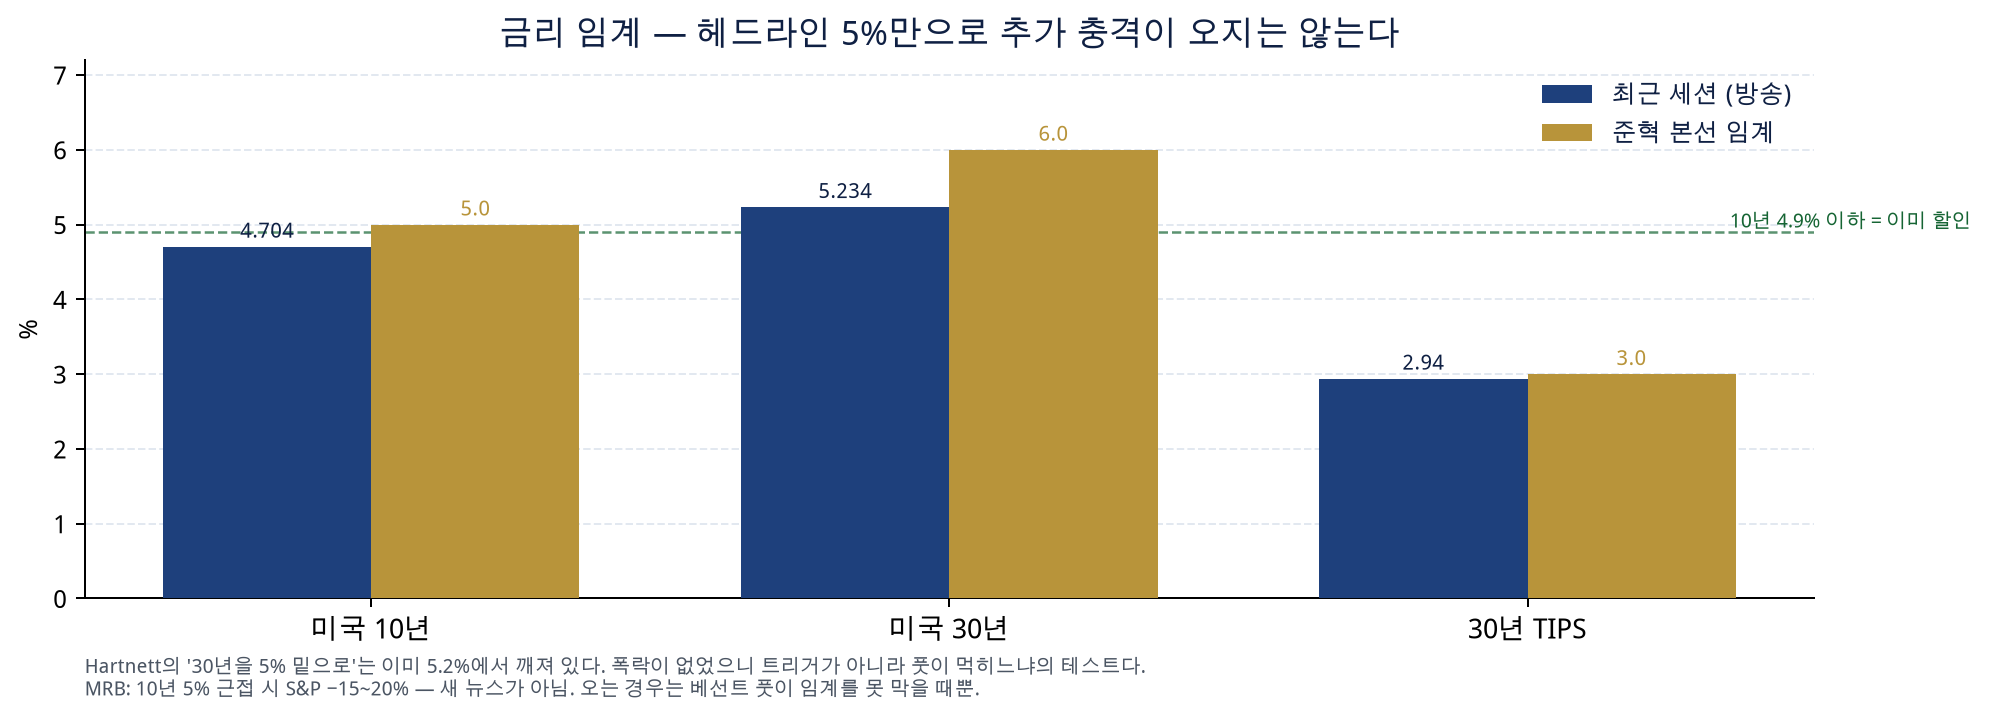 금리 임계 — 헤드라인 5%만으로 추가 충격이 오지는 않는다
최근 세션 (방송)
준혁 본선 임계
%
7
6
5
4
3
2
1
0
4.704
5.0
5.234
6.0
2.94
3.0
10년 4.9% 이하 = 이미 할인
미국 10년
미국 30년
30년 TIPS
Hartnett의 '30년을 5% 밑으로'는 이미 5.2%에서 깨져 있다. 폭락이 없었으니 트리거가 아니라 풋이 먹히느냐의 테스트다.
MRB: 10년 5% 근접 시 S&P −15~20% — 새 뉴스가 아님. 오는 경우는 베선트 풋이 임계를 못 막을 때뿐.